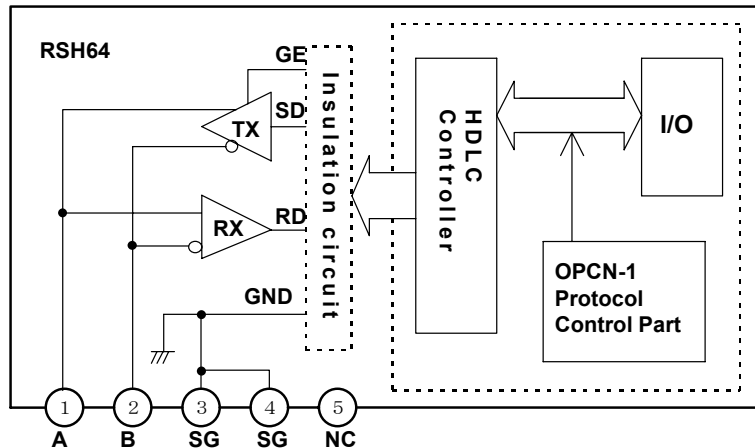 RSH64
GE
SD
TX
RD
RX
GND
Insulation circuit
HDLC
Controller
I/O
OPCN-1
Protocol
Control Part
1 2 3 4 5
A B SG SG NC